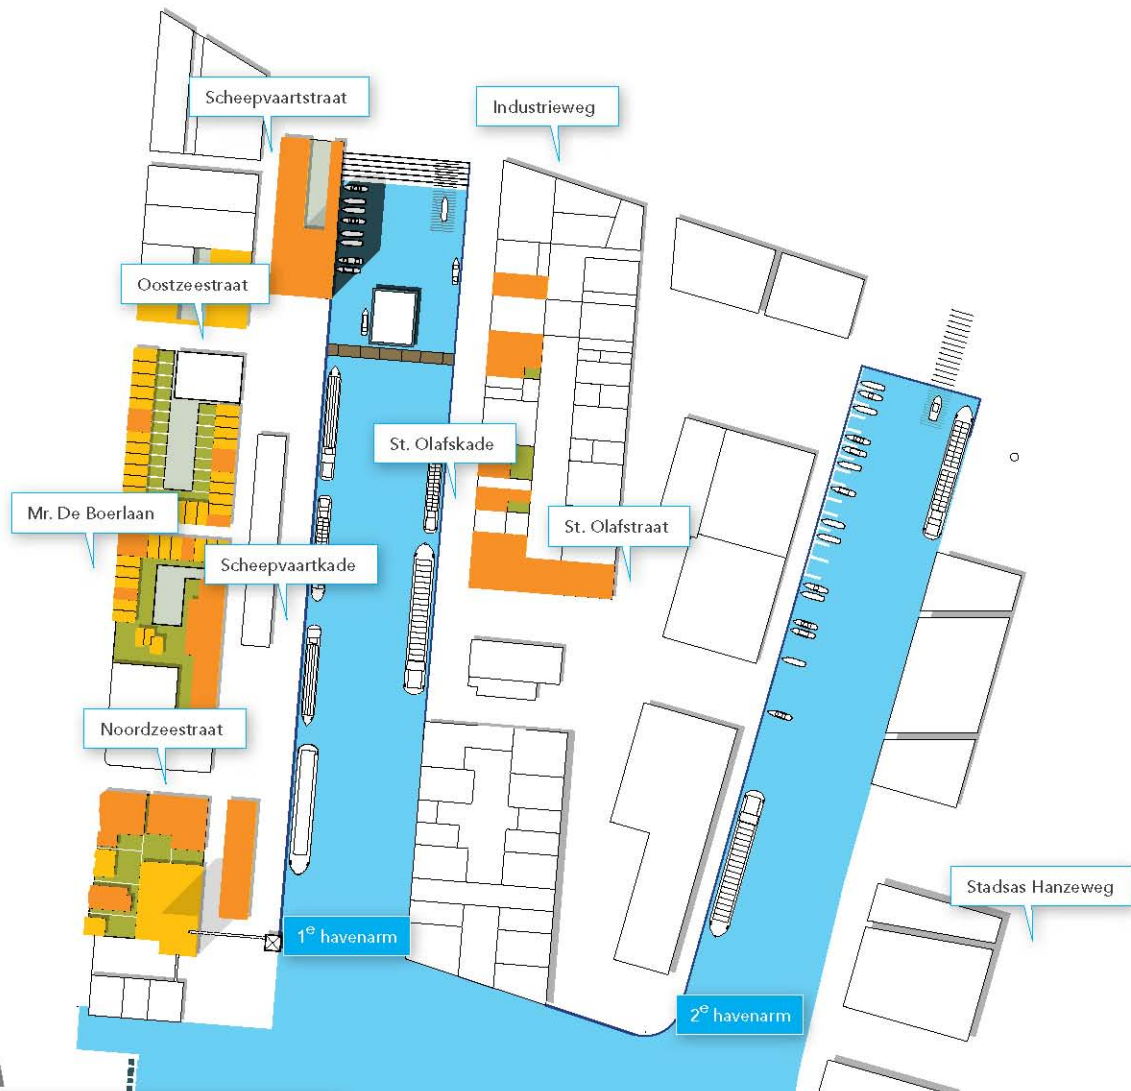 Scheepvaartstraat
Industrieweg
Oostzeestraat
St. Olafskade
Mr. De Boerlaan
St. Olafstraat
Scheepvaartkade
Noordzeestraat
Stadsas Hanzeweg
1e havenarm
2e havenarm